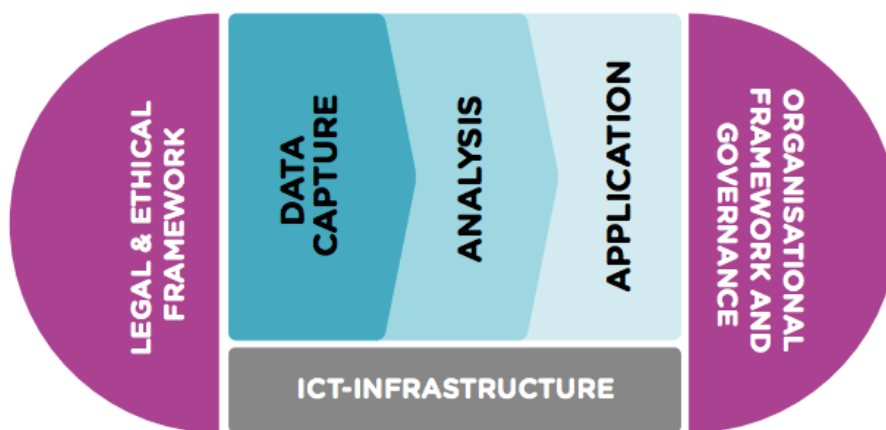 LEGAL & ETHICAL
FRAMEWORK
DATA
CAPTURE
ANALYSIS
APPLICATION
ORGANISATIONAL
FRAMEWORK AND
GOVERNANCE
ICT-INFRASTRUCTURE